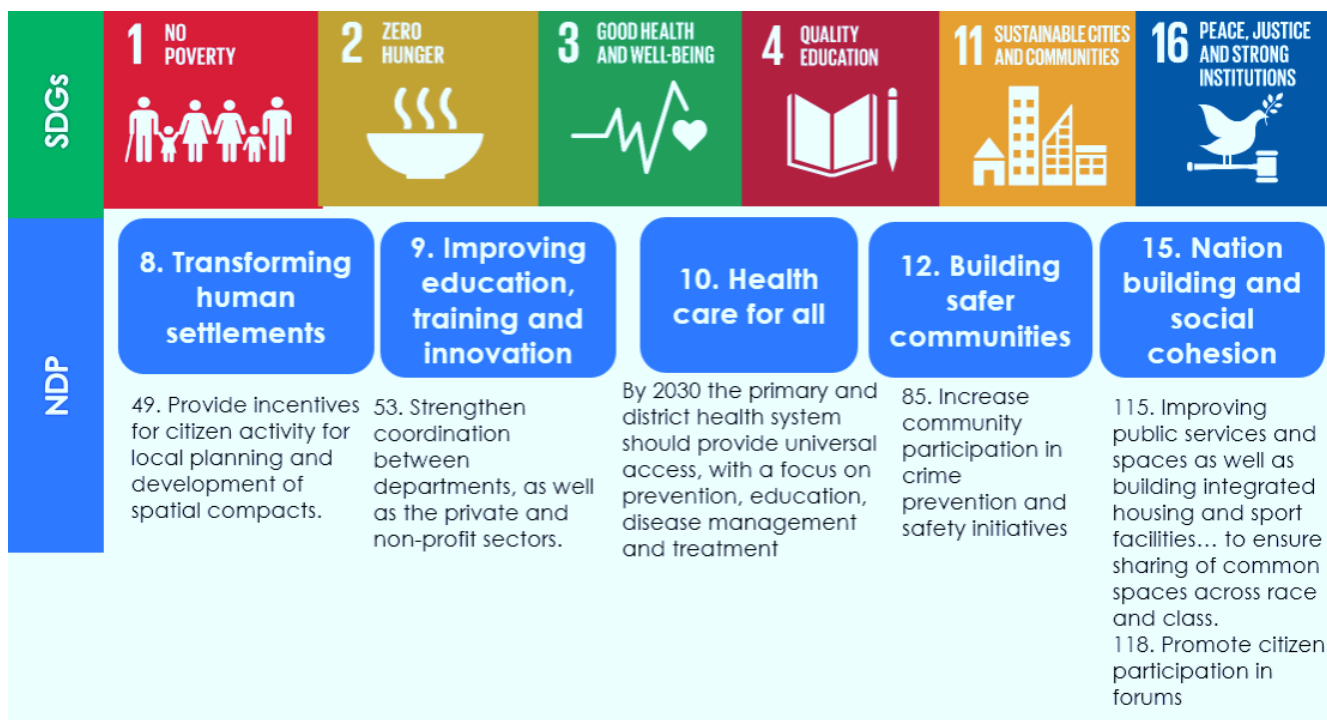 SDGs
1 NO
POVERTY
2 ZERO
HUNGER
3 GOOD HEALTH
AND WELL-BEING
4 QUALITY
EDUCATION
11 SUSTAINABLE CITIES
AND COMMUNITIES
16 PEACE, JUSTICE
AND STRONG
INSTITUTIONS
NDP
8. Transforming
human
settlements
49. Provide incentives
for citizen activity for
local planning and
development of
spatial compacts.
9. Improving
education,
training and
innovation
53. Strengthen
coordination
between
departments, as well
as the private and
non-profit sectors.
10. Health
care for all
By 2030 the primary and
district health system
should provide universal
access, with a focus on
prevention, education,
disease management
and treatment
12. Building
safer
communities
85. Increase
community
participation in
crime
prevention and
safety initiatives
15. Nation
building and
social
cohesion
115. Improving
public services and
spaces as well as
building integrated
housing and sport
facilities… to ensure
sharing of common
spaces across race
and class.
118. Promote citizen
participation in
forums